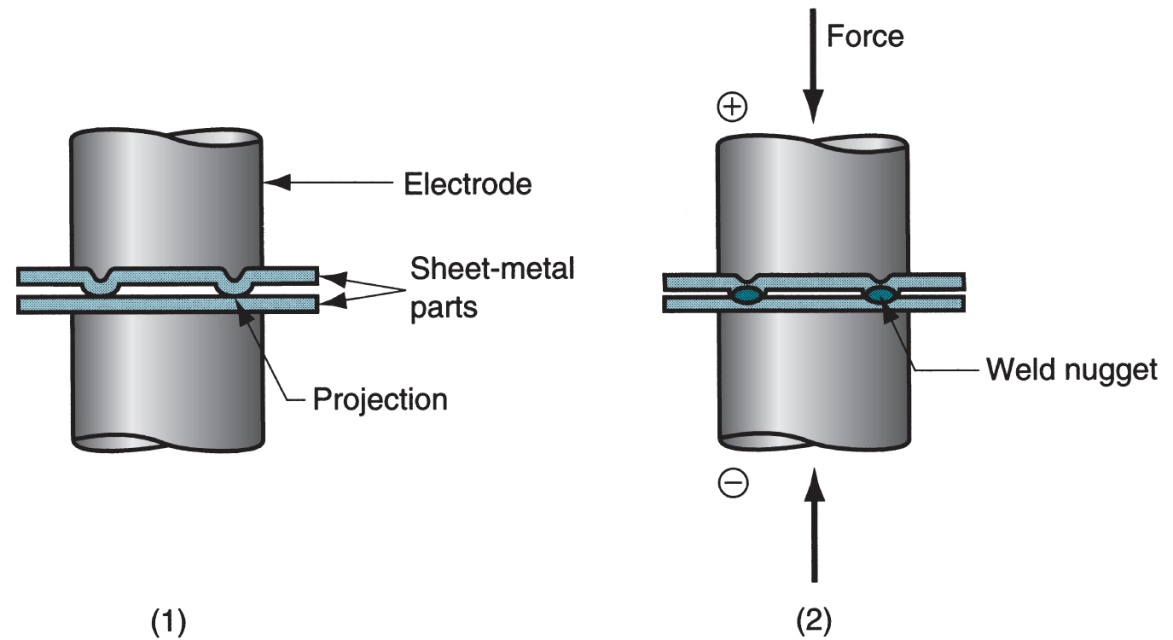 Force
+
Electrode
Sheet-metal
parts
Projection
Weld nugget
−
(1)
(2)